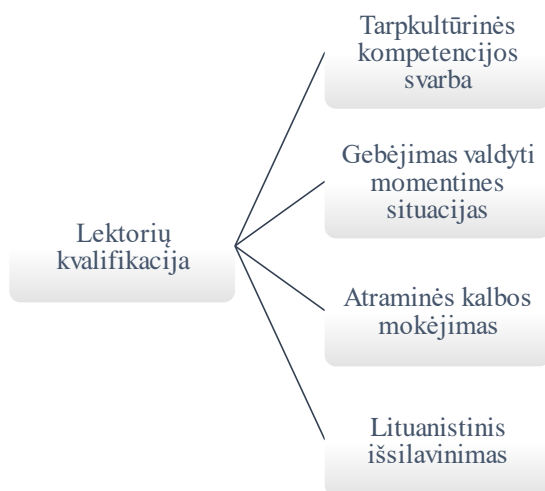 Tarpkultūrinės
kompetencijos
svarba
Gebėjimas valdyti
momentines
situacijas
Lektorių
kvalifikacija
Atraminės kalbos
mokėjimas
Lituanistinis
išsilavinimas